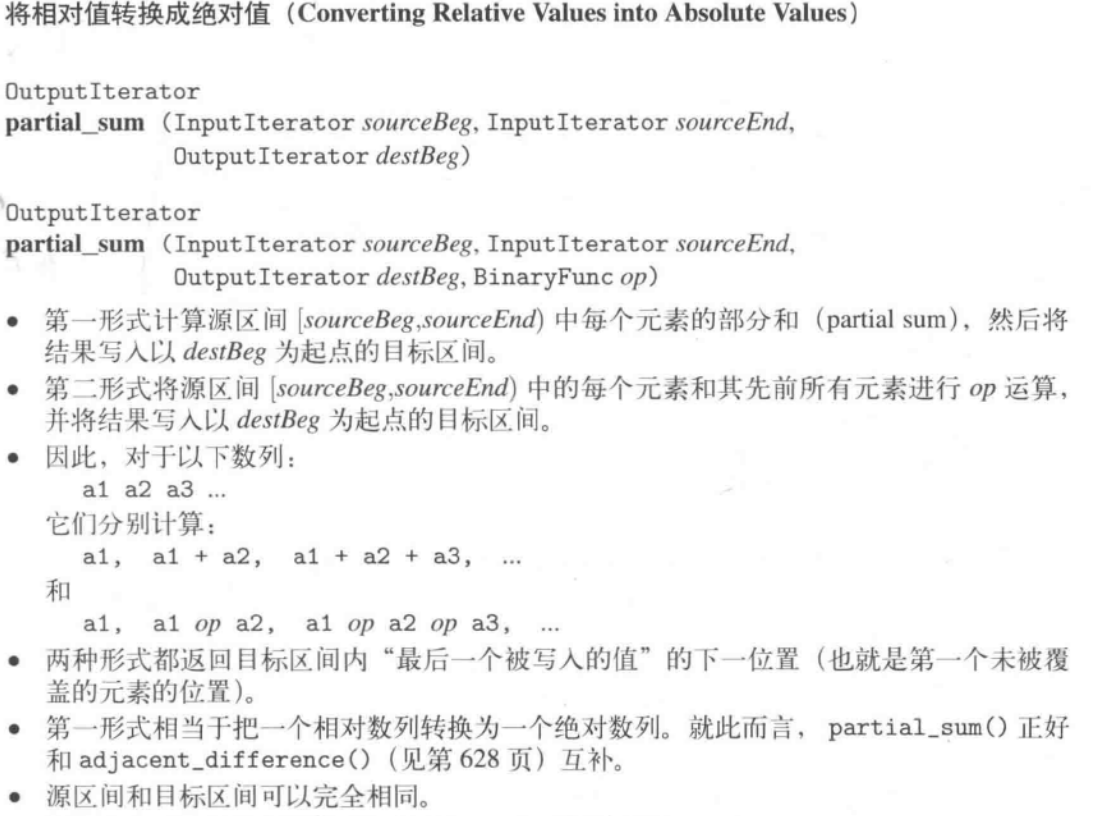 将相对值转换成绝对值（Converting Relative Values into Absolute Values）
OutputIterator
partial_sum （InputIterator sourceBeg, InputIterator sourceEnd,
OutputIterator destBeg）
OutputIterator
partial_sum （InputIterator sourceBeg, InputIterator sourceEnd,
OutputIterator destBeg, BinaryFunc op）
• 第一形式计算源区间 [sourceBeg,sourceEnd) 中每个元素的部分和（partial sum），然后将
结果写入以 destBeg 为起点的目标区间。
• 第二形式将源区间 [sourceBeg,sourceEnd) 中的每个元素和其先前所有元素进行 op 运算，
并将结果写入以 destBeg 为起点的目标区间。
• 因此，对于以下数列：
a1 a2 a3 …
它们分别计算：
a1, a1 + a2, a1 + a2 + a3, …
和
a1, a1 op a2, a1 op a2 op a3, …
• 两种形式都返回目标区间内“最后一个被写入的值”的下一位置（也就是第一个未被覆
盖的元素的位置）。
• 第一形式相当于把一个相对数列转换为一个绝对数列。就此而言， partial_sum() 正好
和 adjacent_difference()（见第 628 页）互补。
• 源区间和目标区间可以完全相同。